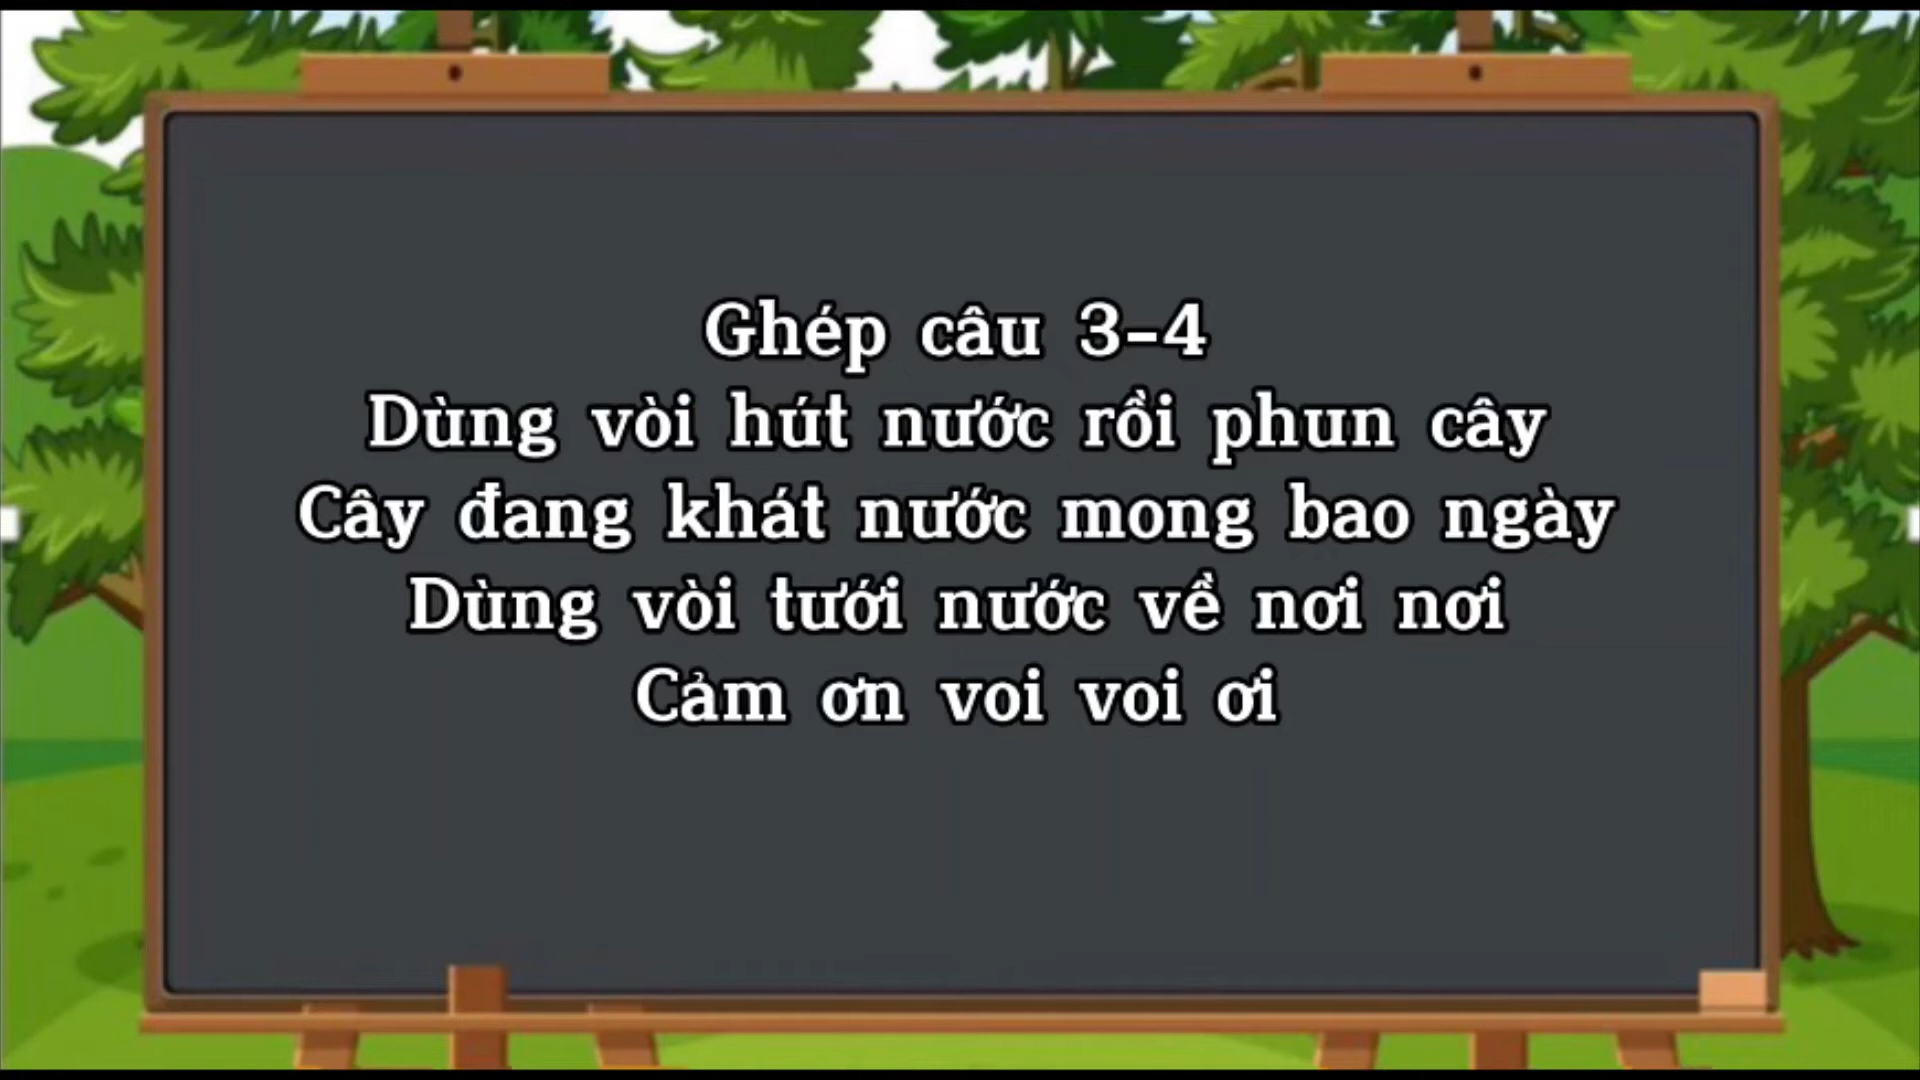 Ghép câu 3-4
Dùng vòi hút nước rồi phun cây
Cây đang khát nước mong bao ngày
Dùng vòi tưới nước về nơi nơi
Cảm ơn voi voi ơi